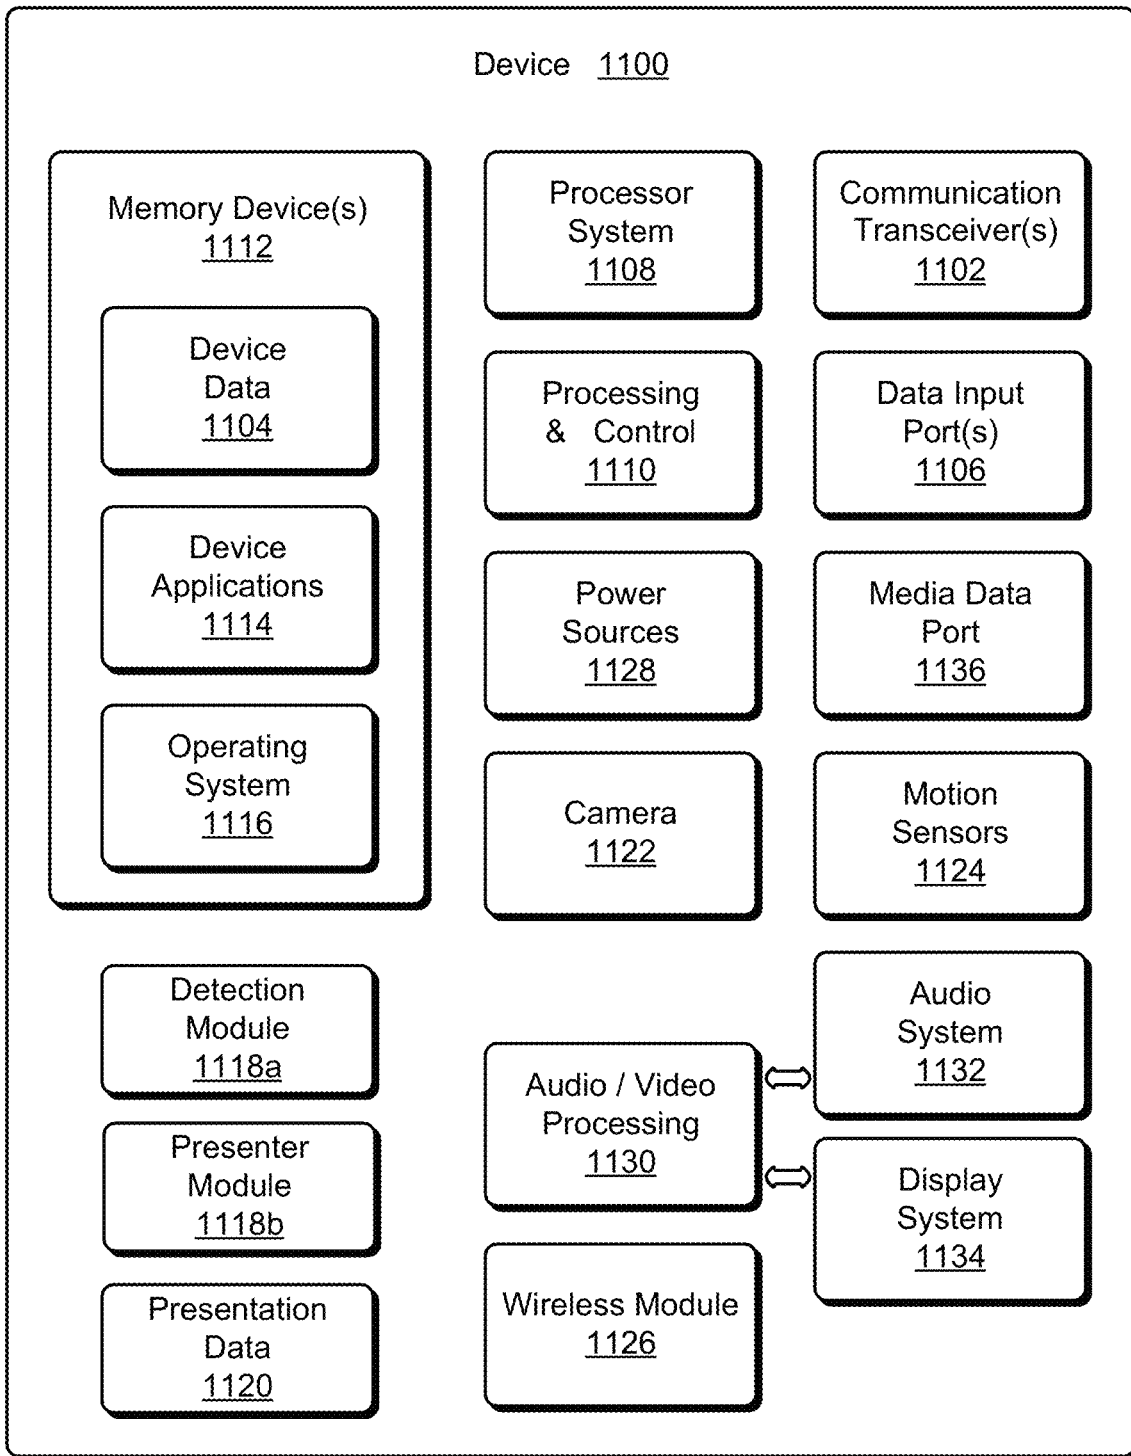 Device 1100
Memory Device(s)
1112
Device
Data
1104
Device
Applications
1114
Operating
System
1116
Detection
Module
1118a
Presenter
Module
1118b
Presentation
Data
1120
Processor
System
1108
Processing
& Control
1110
Power
Sources
1128
Camera
1122
Audio / Video
Processing
1130
Wireless Module
1126
Communication
Transceiver(s)
1102
Data Input
Port(s)
1106
Media Data
Port
1136
Motion
Sensors
1124
Audio
System
1132
Display
System
1134